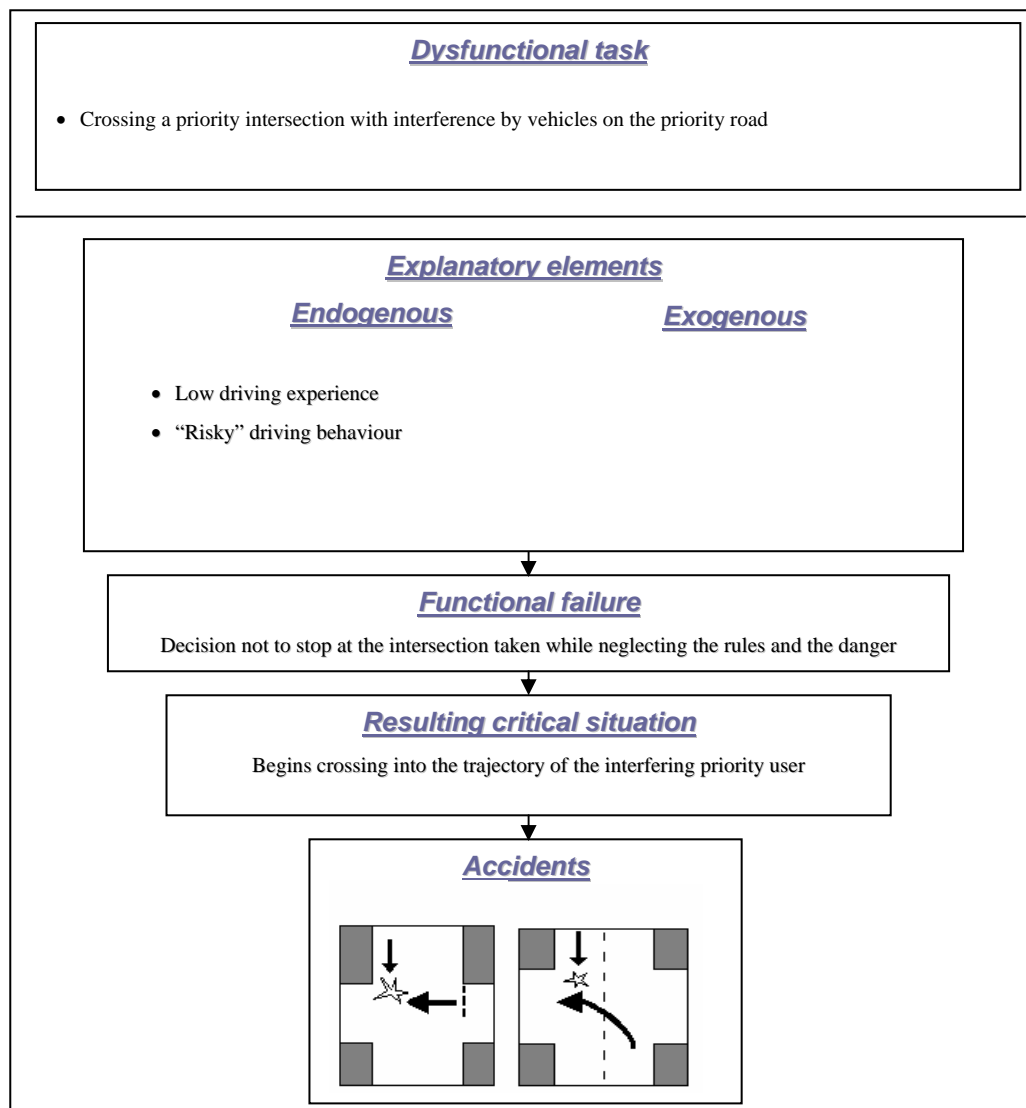 Dysfunctional task
• Crossing a priority intersection with interference by vehicles on the priority road
Explanatory elements
Endogenous
Exogenous
• Low driving experience
• “Risky” driving behaviour
Functional failure
Decision not to stop at the intersection taken while neglecting the rules and the danger
Resulting critical situation
Begins crossing into the trajectory of the interfering priority user
Accidents